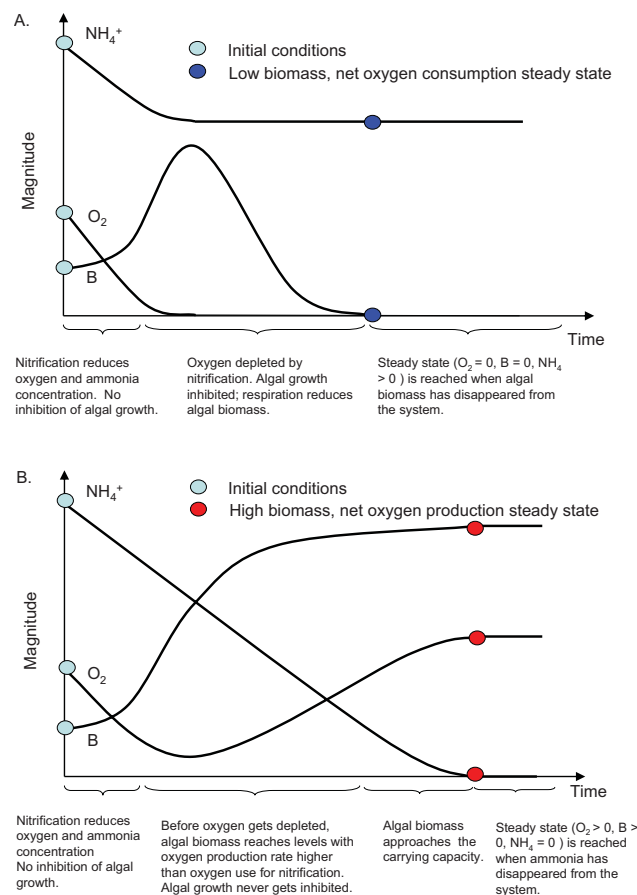 A.
NH₄⁺
Initial conditions
Low biomass, net oxygen consumption steady state
Magnitude
O₂
B
Time
Nitrification reduces
oxygen and ammonia
concentration. No
inhibition of algal growth.
Oxygen depleted by
nitrification. Algal growth
inhibited; respiration reduces
algal biomass.
Steady state (O₂ = 0, B = 0, NH₄
> 0 ) is reached when algal
biomass has disappeared from
the system.
B.
NH₄⁺
Initial conditions
High biomass, net oxygen production steady state
Magnitude
O₂
B
Time
Nitrification reduces
oxygen and ammonia
concentration
No inhibition of algal
growth.
Before oxygen gets depleted,
algal biomass reaches levels with
oxygen production rate higher
than oxygen use for nitrification.
Algal growth never gets inhibited.
Algal biomass
approaches the
carrying capacity.
Steady state (O₂ > 0, B >
0, NH₄ = 0 ) is reached
when ammonia has
disappeared from the
system.